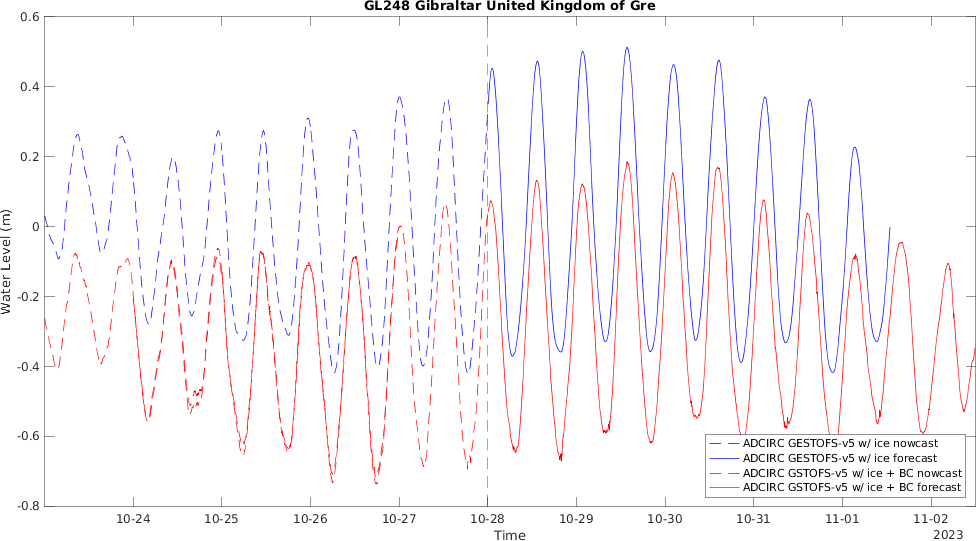 GL248 Gibraltar United Kingdom of Gre
0.6
0.4
0.2
0
-0.2
-0.4
-0.6
-0.8
Water Level (m)
10-24
10-25
10-26
10-27
10-28
10-29
10-30
10-31
11-01
11-02
Time
2023
ADCIRC GESTOFS-v5 w/ ice nowcast
ADCIRC GESTOFS-v5 w/ ice forecast
ADCIRC GSTOFS-v5 w/ ice + BC nowcast
ADCIRC GSTOFS-v5 w/ ice + BC forecast